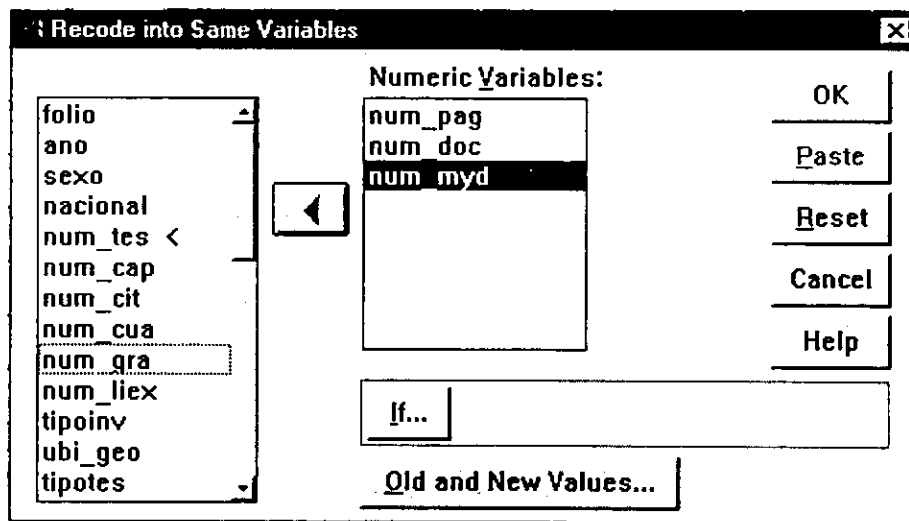 Recode into Same Variables
Numeric Variables:
folio
ano
sexo
nacional
num_tes <
num_cap
num_cit
num_cua
num_gra
num_liex
tipoinv
ubi_geo
tipotes
num_pag
num_doc
num_myd
OK
Paste
Reset
Cancel
Help
If...
Old and New Values...